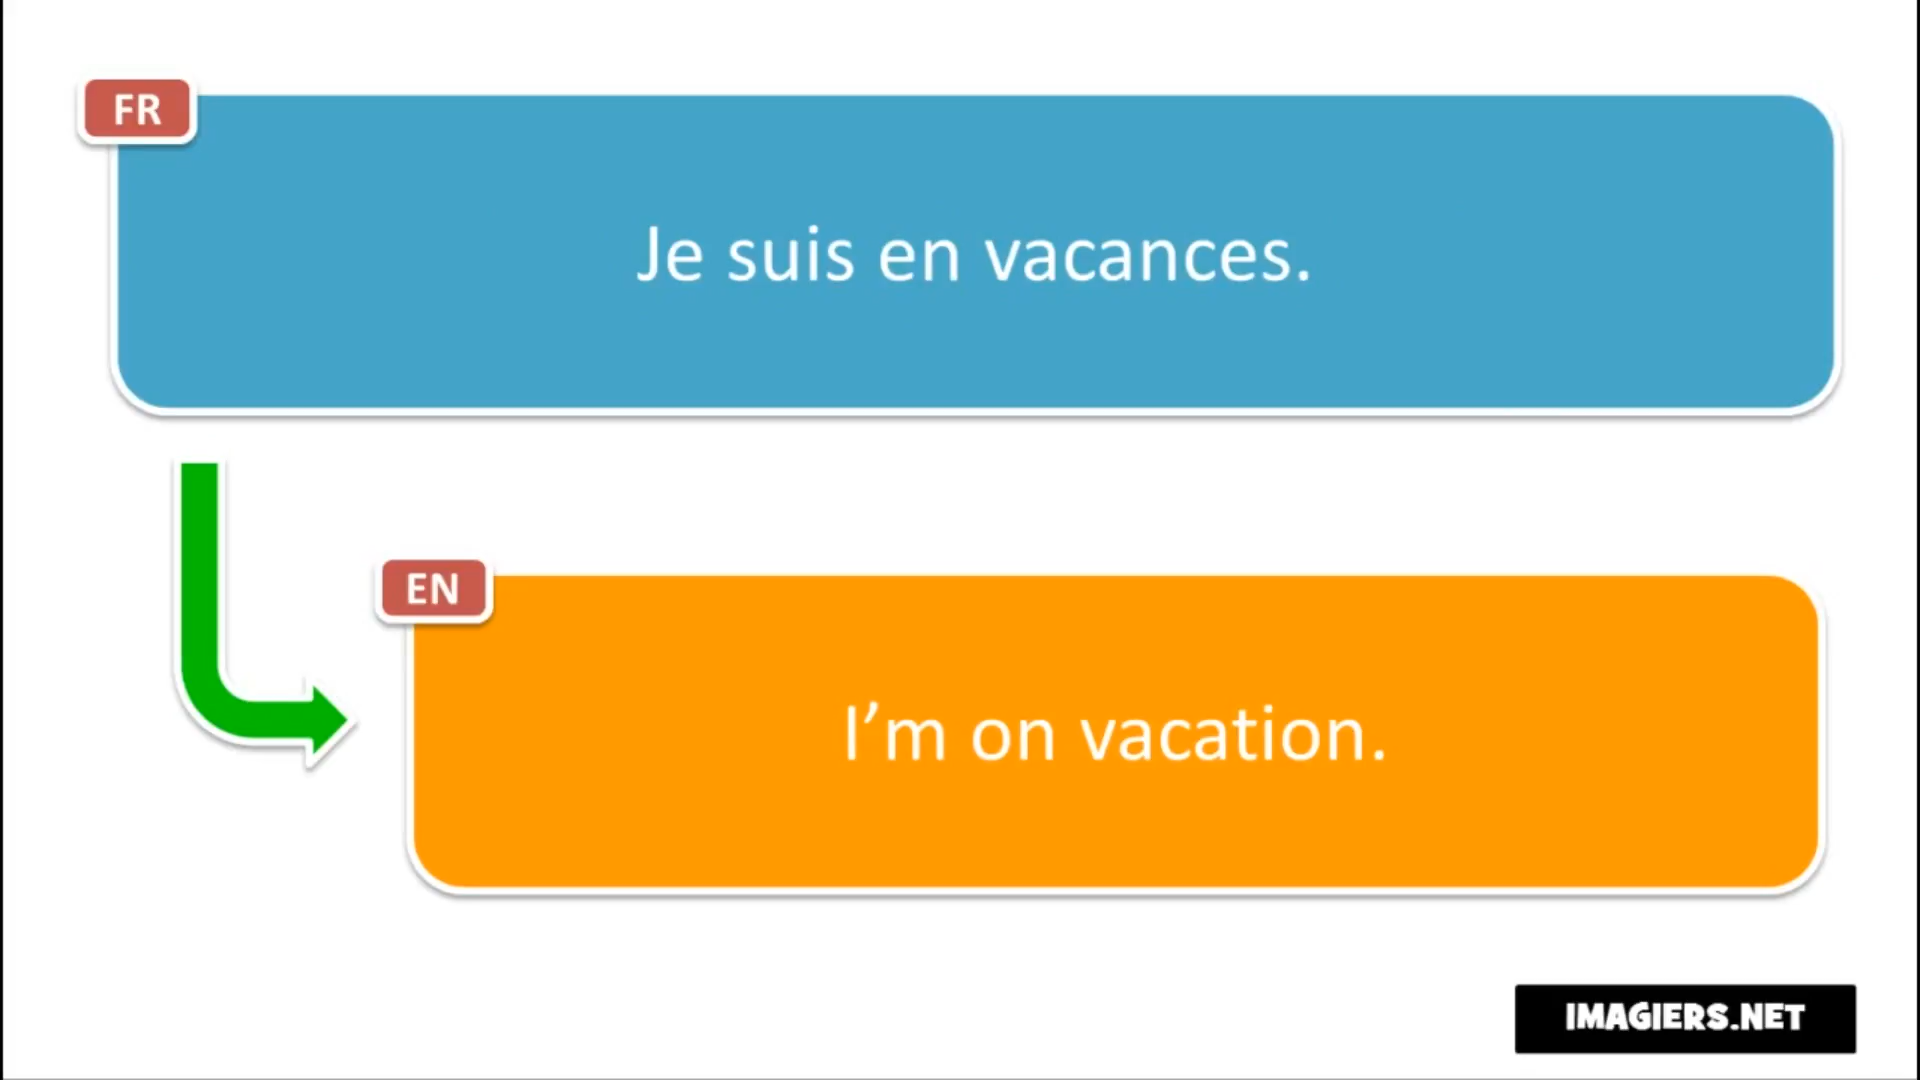 FR
Je suis en vacances.
EN
I’m on vacation.
IMAGIERS.NET